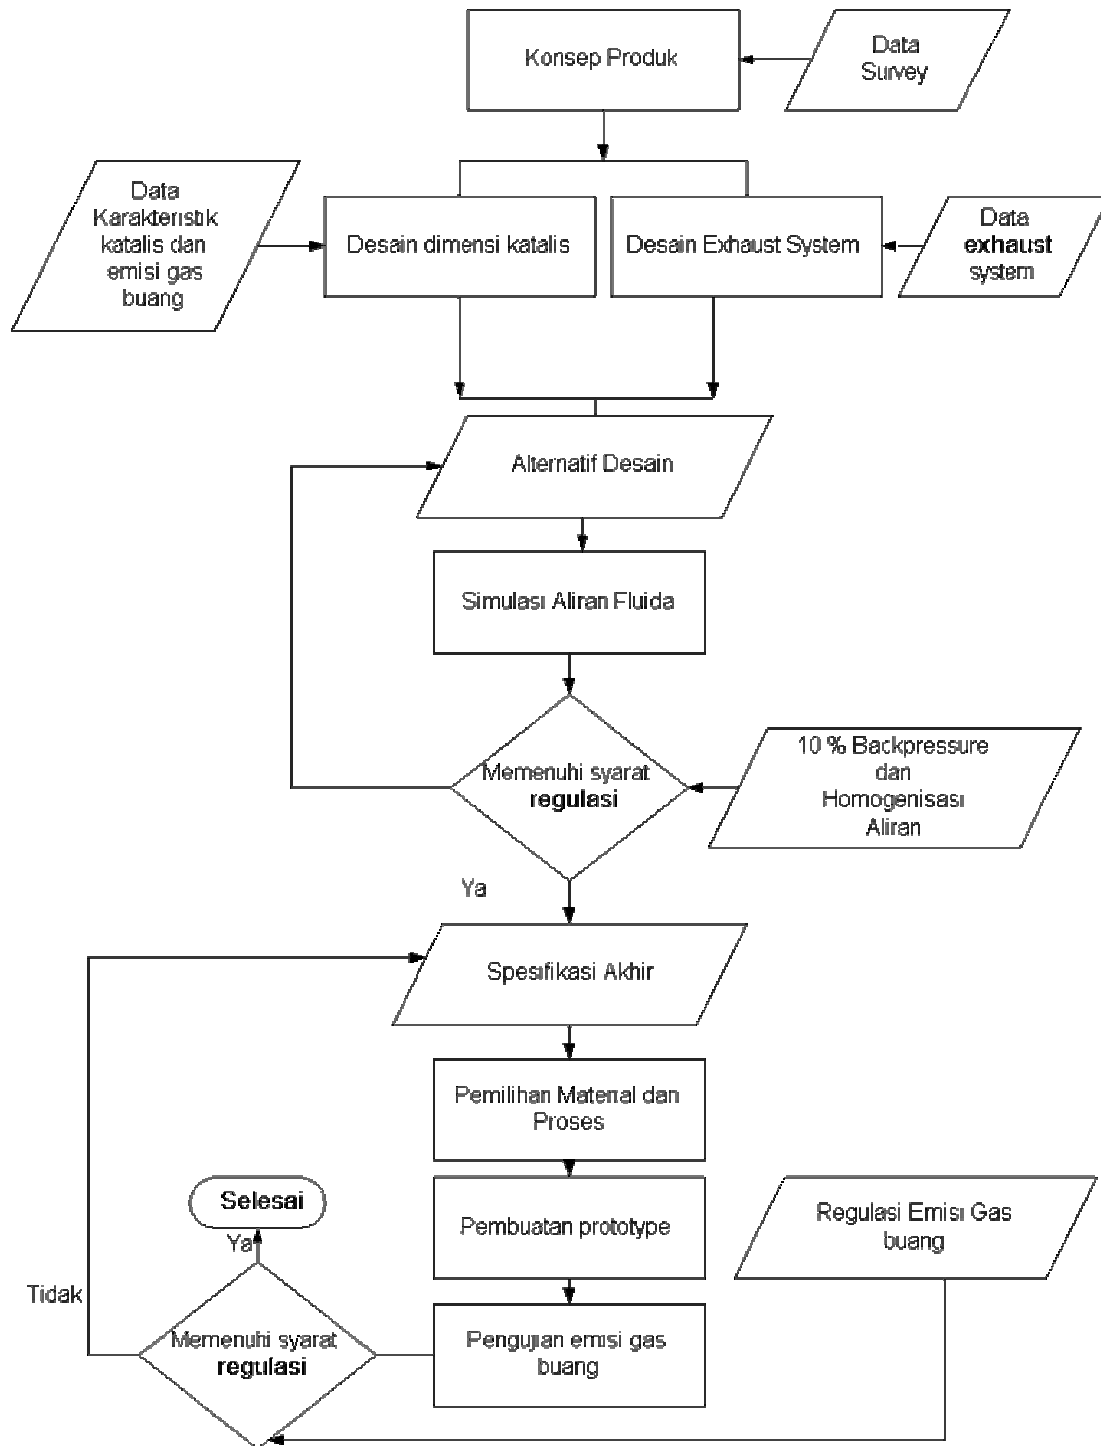 Konsep Produk
Data
Survey
Data
Karakteristik
katalis dan
emisi gas
buang
Desain dimensi katalis
Desain Exhaust System
Data
exhaust
system
Alternatif Desain
Simulasi Aliran Fluida
Memenuhi syarat
regulasi
10 % Backpressure
dan
Homogenisasi
Aliran
Ya
Spesifikasi Akhir
Pemilihan Material dan
Proses
Selesai
Pembuatan prototype
Regulasi Emisi Gas
buang
Ya
Tidak
Memenuhi syarat
regulasi
Pengujian emisi gas
buang